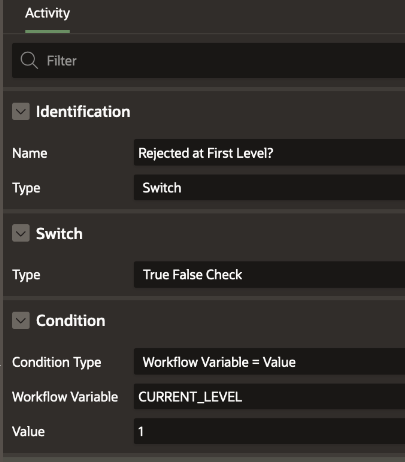 Activity
Filter
Identification
Name Rejected at First Level?
Type Switch
Switch
Type True False Check
Condition
Condition Type Workflow Variable = Value
Workflow Variable CURRENT_LEVEL
Value 1